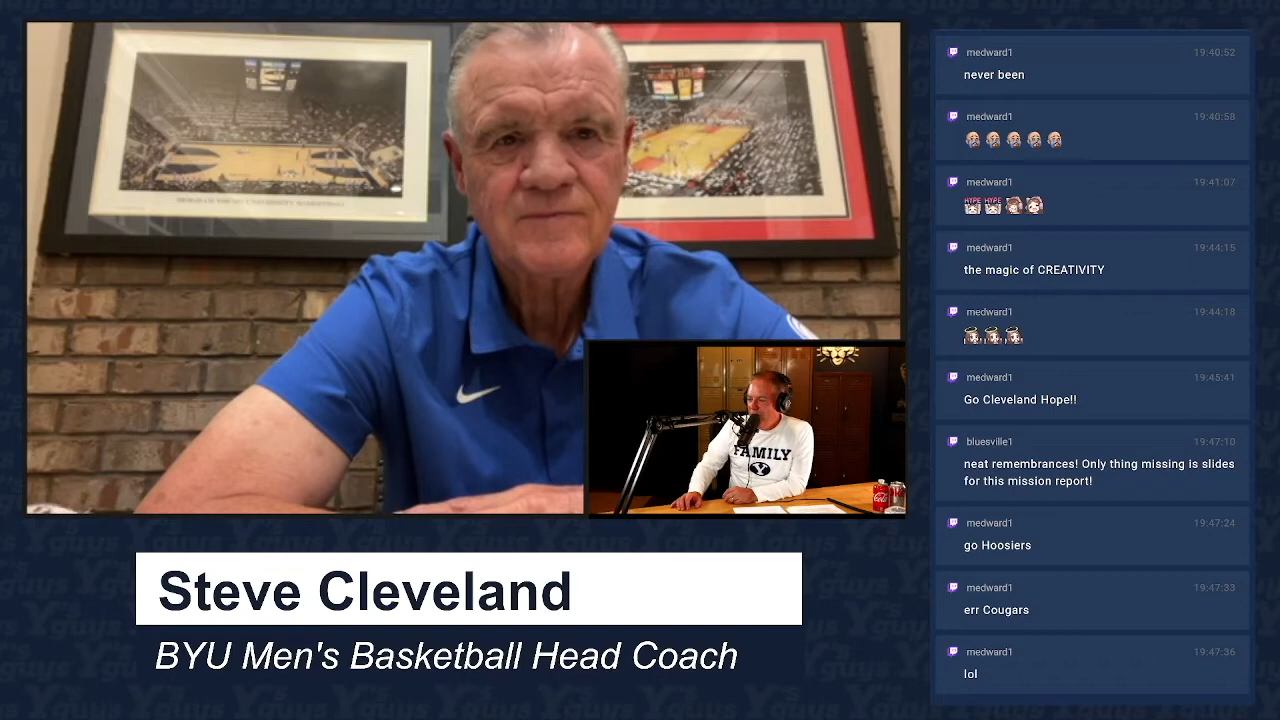 medward1 19:40:52
never been
medward1 19:40:58
medward1 19:41:07
HYPE HYPE
medward1 19:44:15
the magic of CREATIVITY
medward1 19:44:18
medward1 19:45:41
Go Cleveland Hope!!
bluesville1 19:47:10
neat remembrances! Only thing missing is slides
for this mission report!
medward1 19:47:24
go Hoosiers
medward1 19:47:33
err Cougars
medward1 19:47:36
lol
FAMILY
Y
Steve Cleveland
BYU Men's Basketball Head Coach